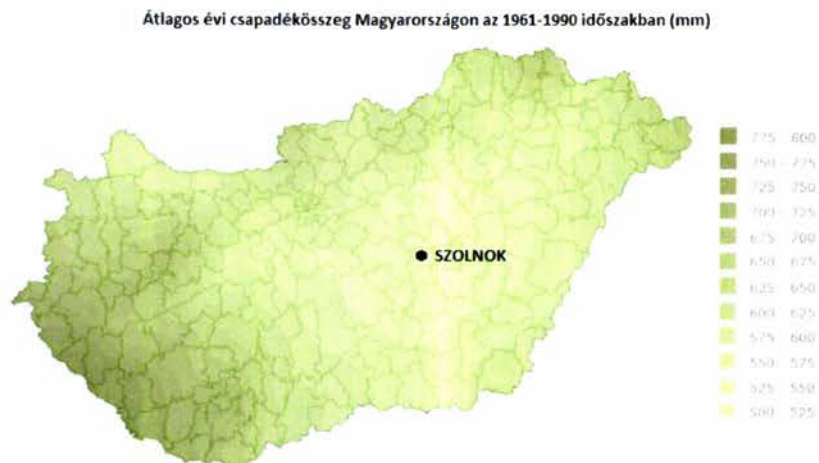 Átlagos évi csapadékösszeg Magyarországon az 1961-1990 időszakban (mm)
775 - 800
750 - 775
725 - 750
700 - 725
675 - 700
650 - 675
625 - 650
600 - 625
575 - 600
550 - 575
525 - 550
500 - 525
SZOLNOK